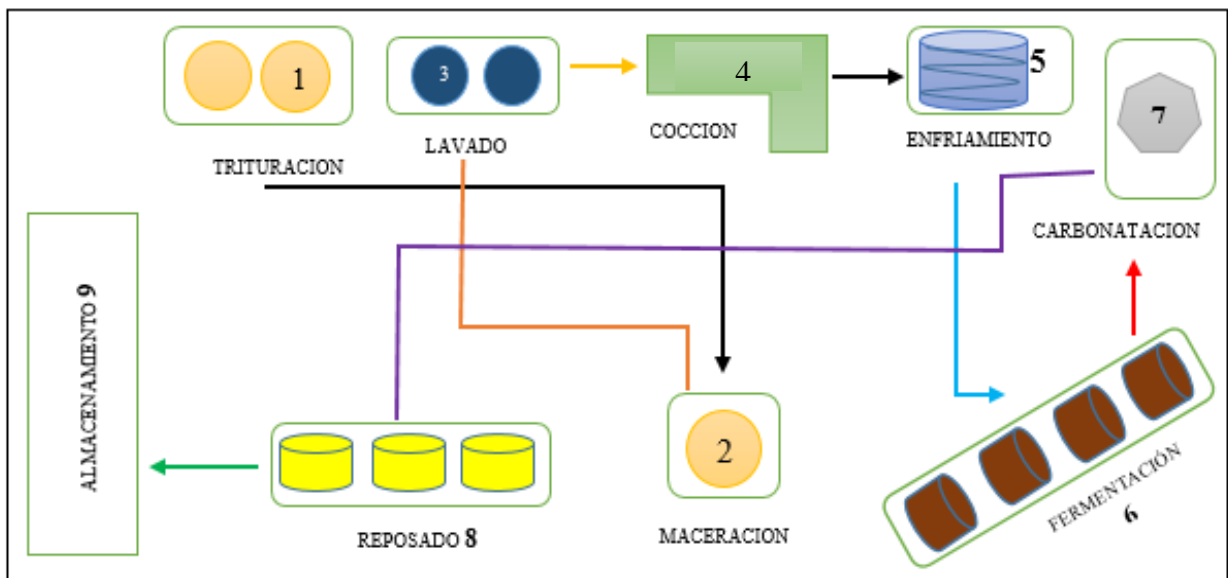 1
3
4
5
7
TRITURACION
LAVADO
COCCION
ENFRIAMIENTO
CARBONATACION
ALMACENAMIENTO 9
2
REPOSADO 8
MACERACION
FERMENTACIÓN
6